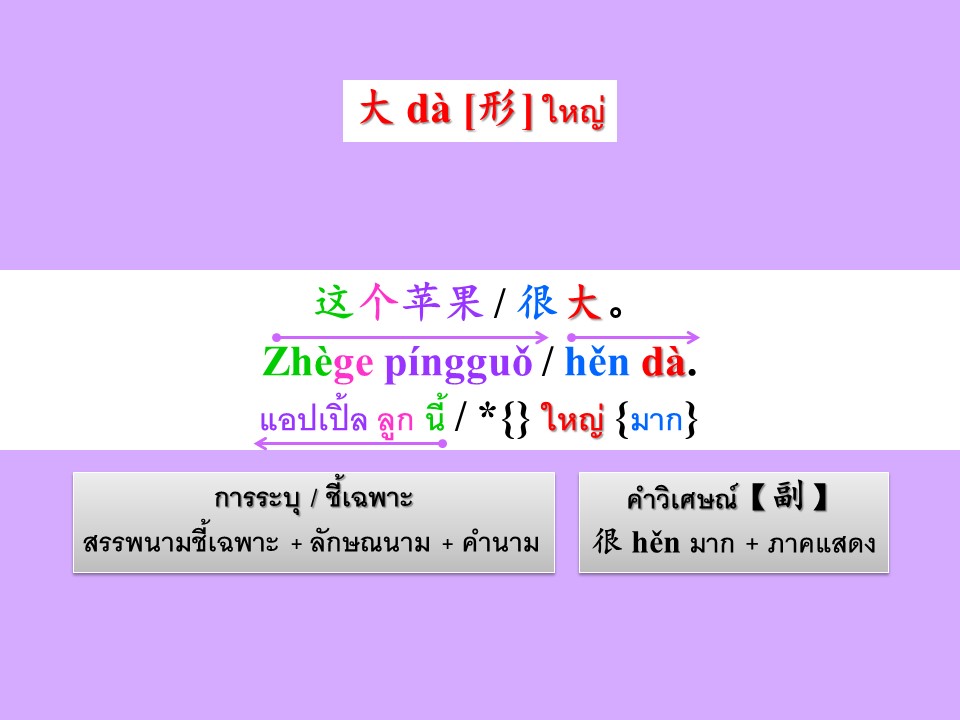 大 dà [形] ใหญ่
这个苹果 / 很大。
Zhège píngguǒ / hěn dà.
แอปเปิ้ล ลูก นี้ / *{} ใหญ่ {มาก}
การระบุ / ชี้เฉพาะ
สรรพนามชี้เฉพาะ + ลักษณนาม + คำนาม
คำวิเศษณ์【副】
很 hěn มาก + ภาคแสดง